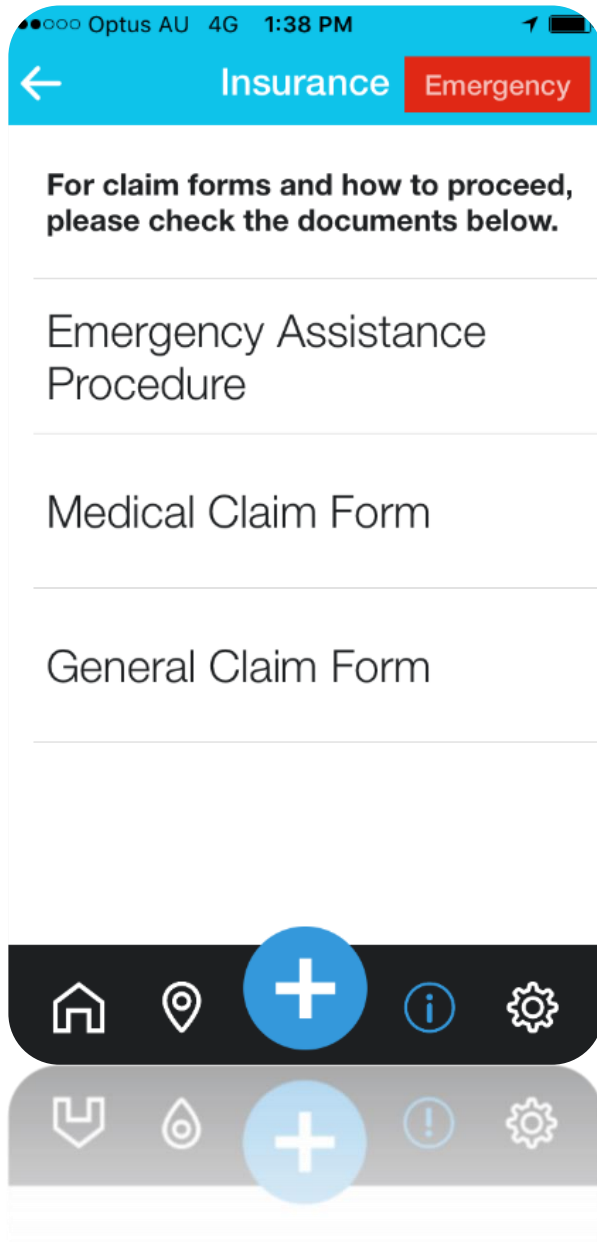 Optus AU 4G 1:38 PM
Insurance Emergency
For claim forms and how to proceed,
please check the documents below.
Emergency Assistance
Procedure
Medical Claim Form
General Claim Form